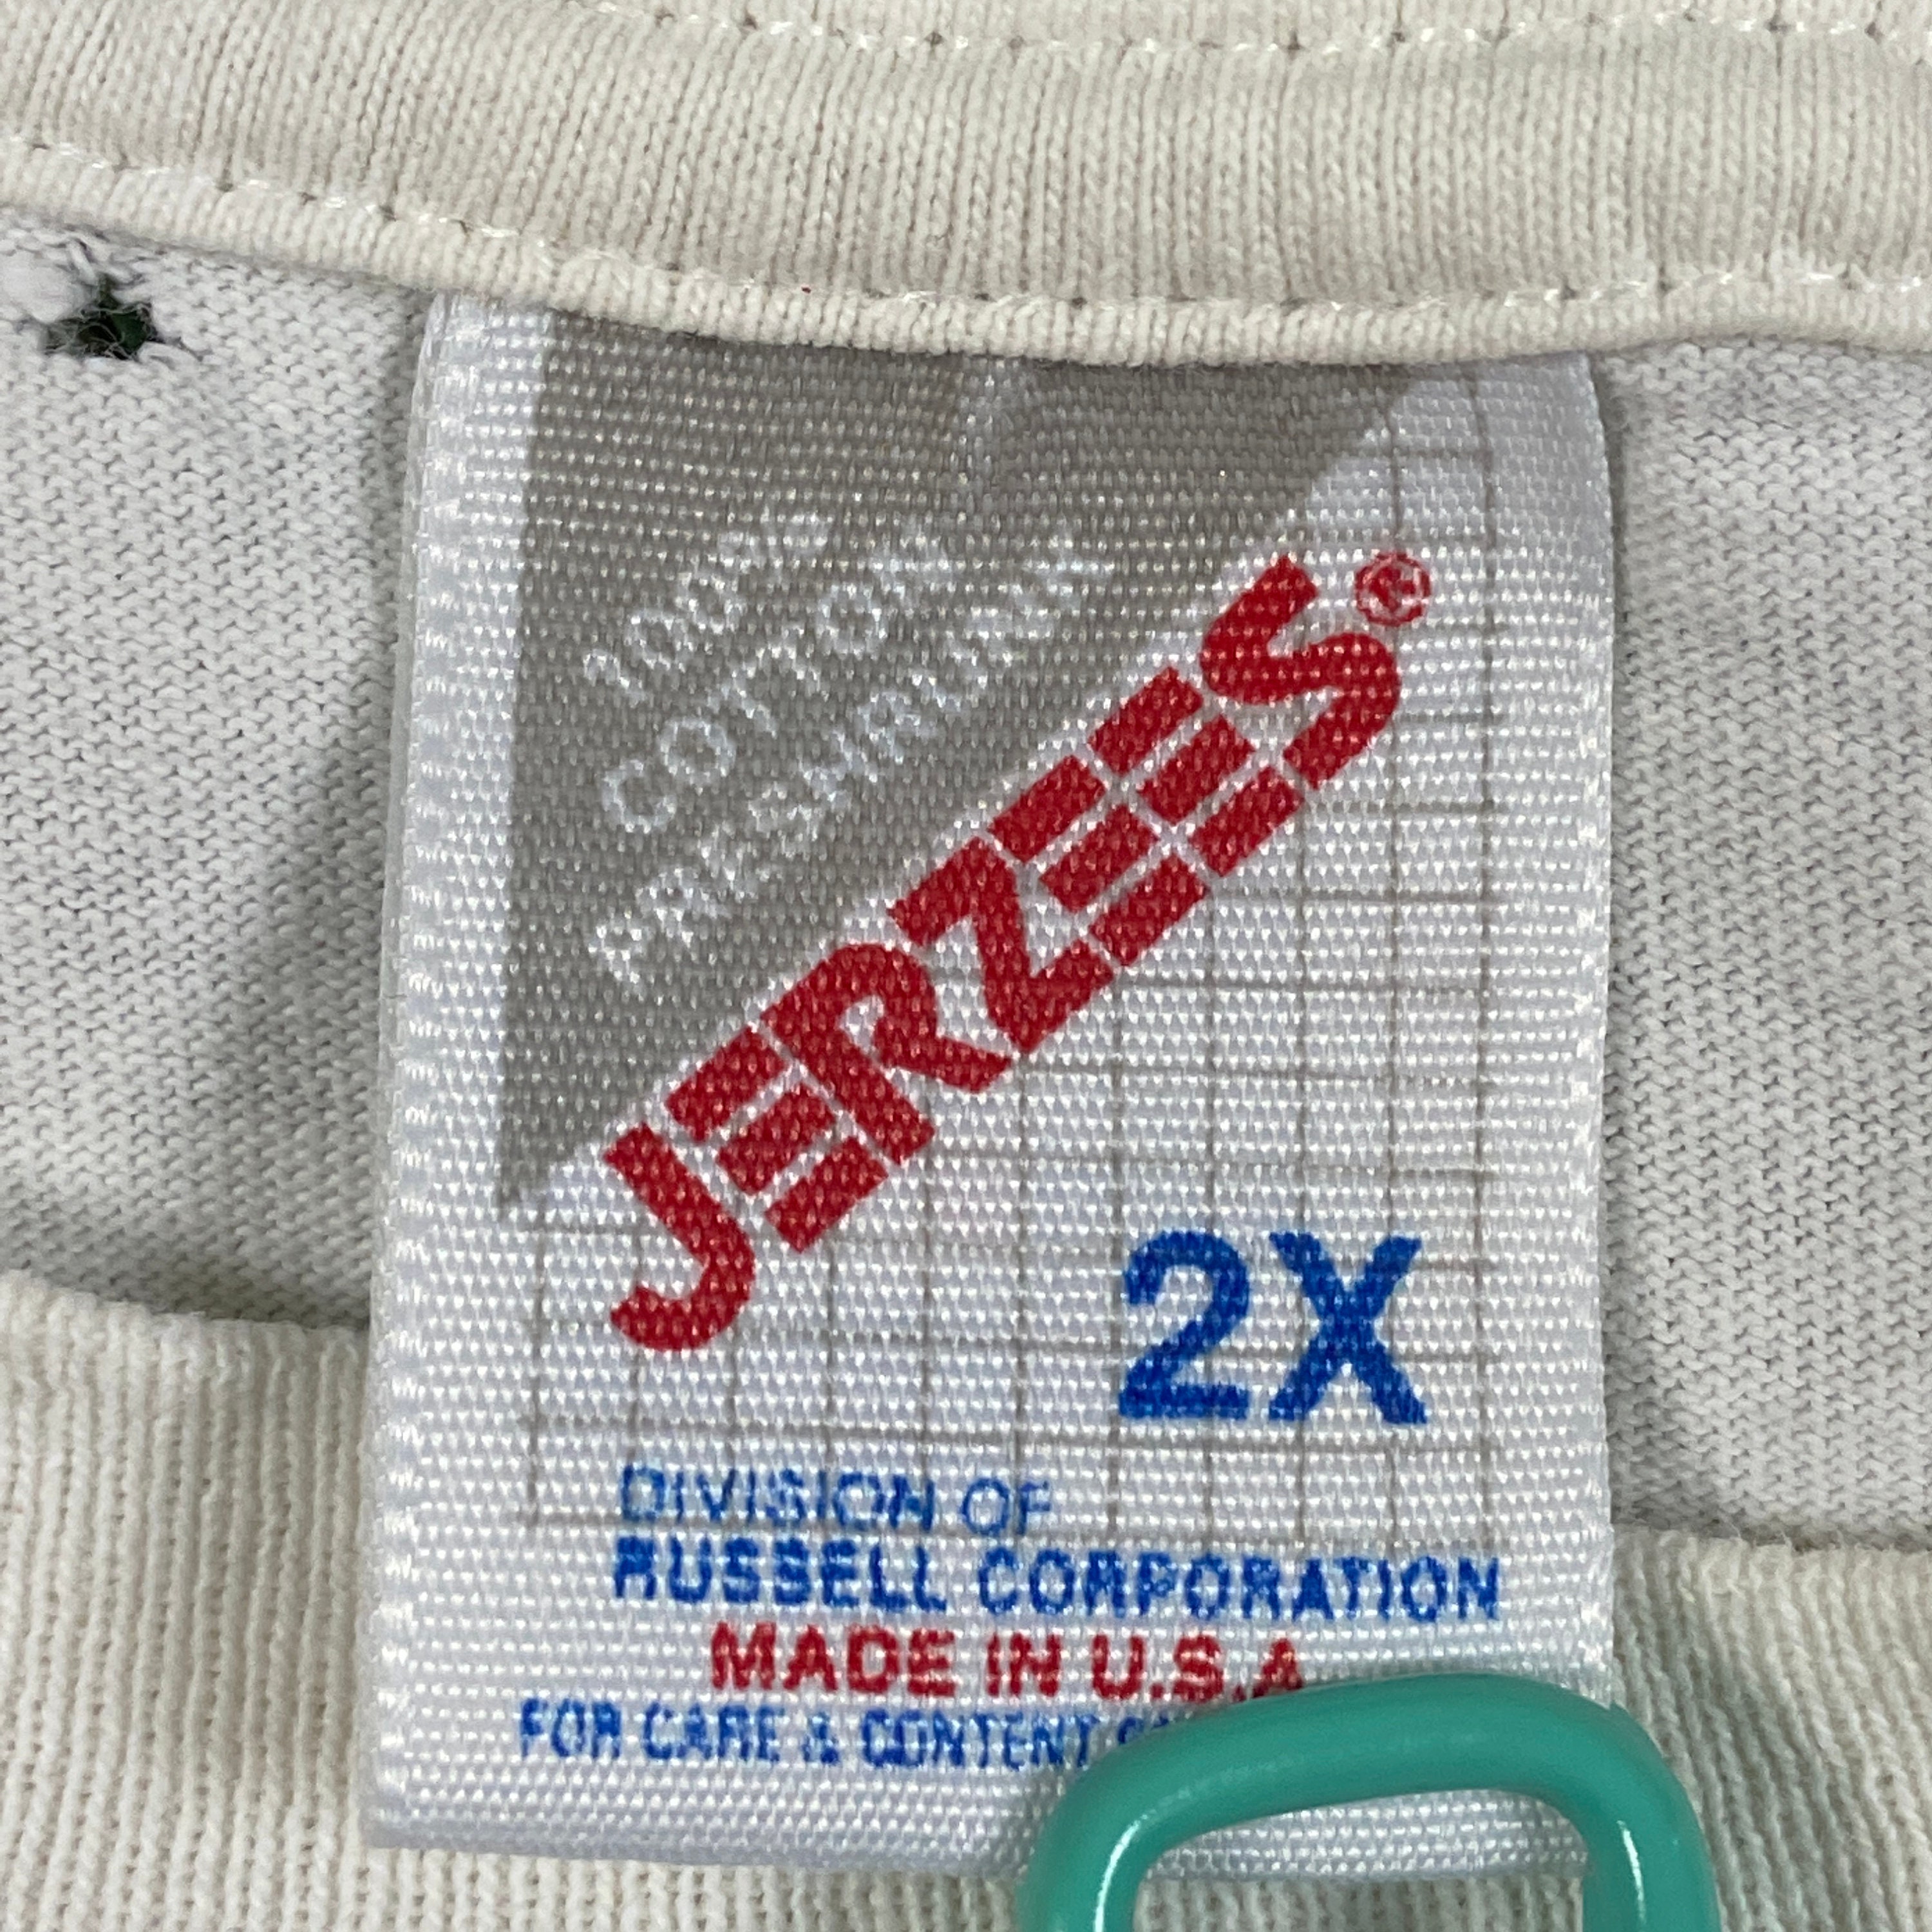 100%
COTTON
PRESHRUNK
JERZEES®
2X
DIVISION OF
RUSSELL CORPORATION
MADE IN U.S.A
FOR CARE & CONTENT